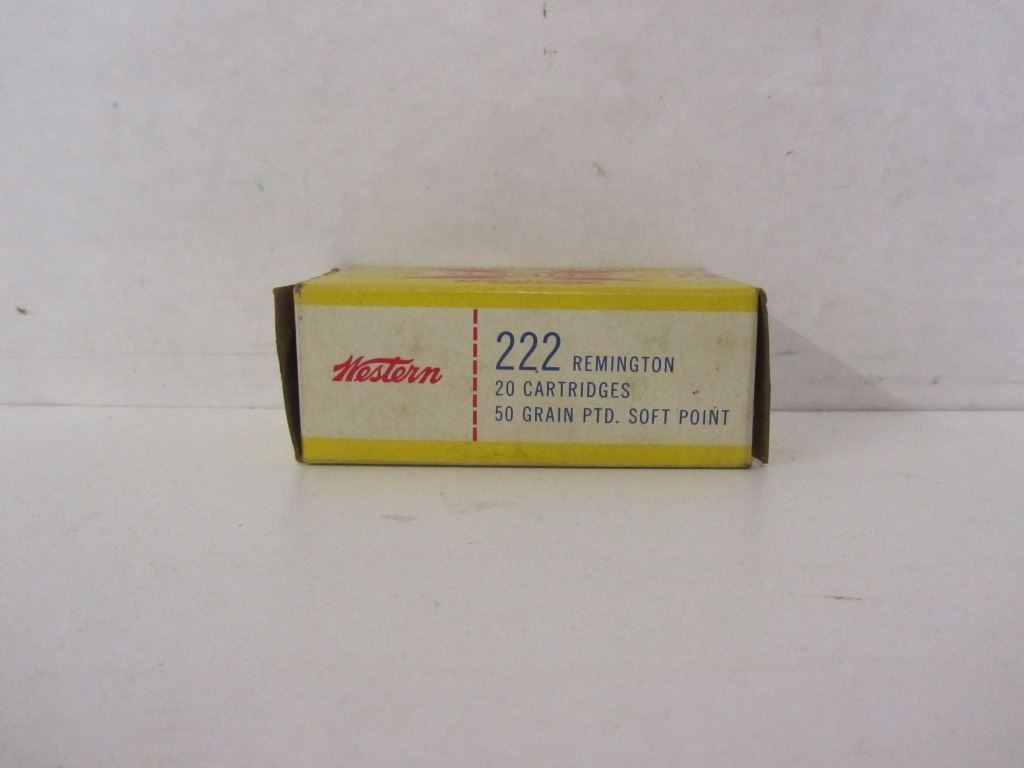 Western
222 REMINGTON
20 CARTRIDGES
50 GRAIN PTD. SOFT POINT